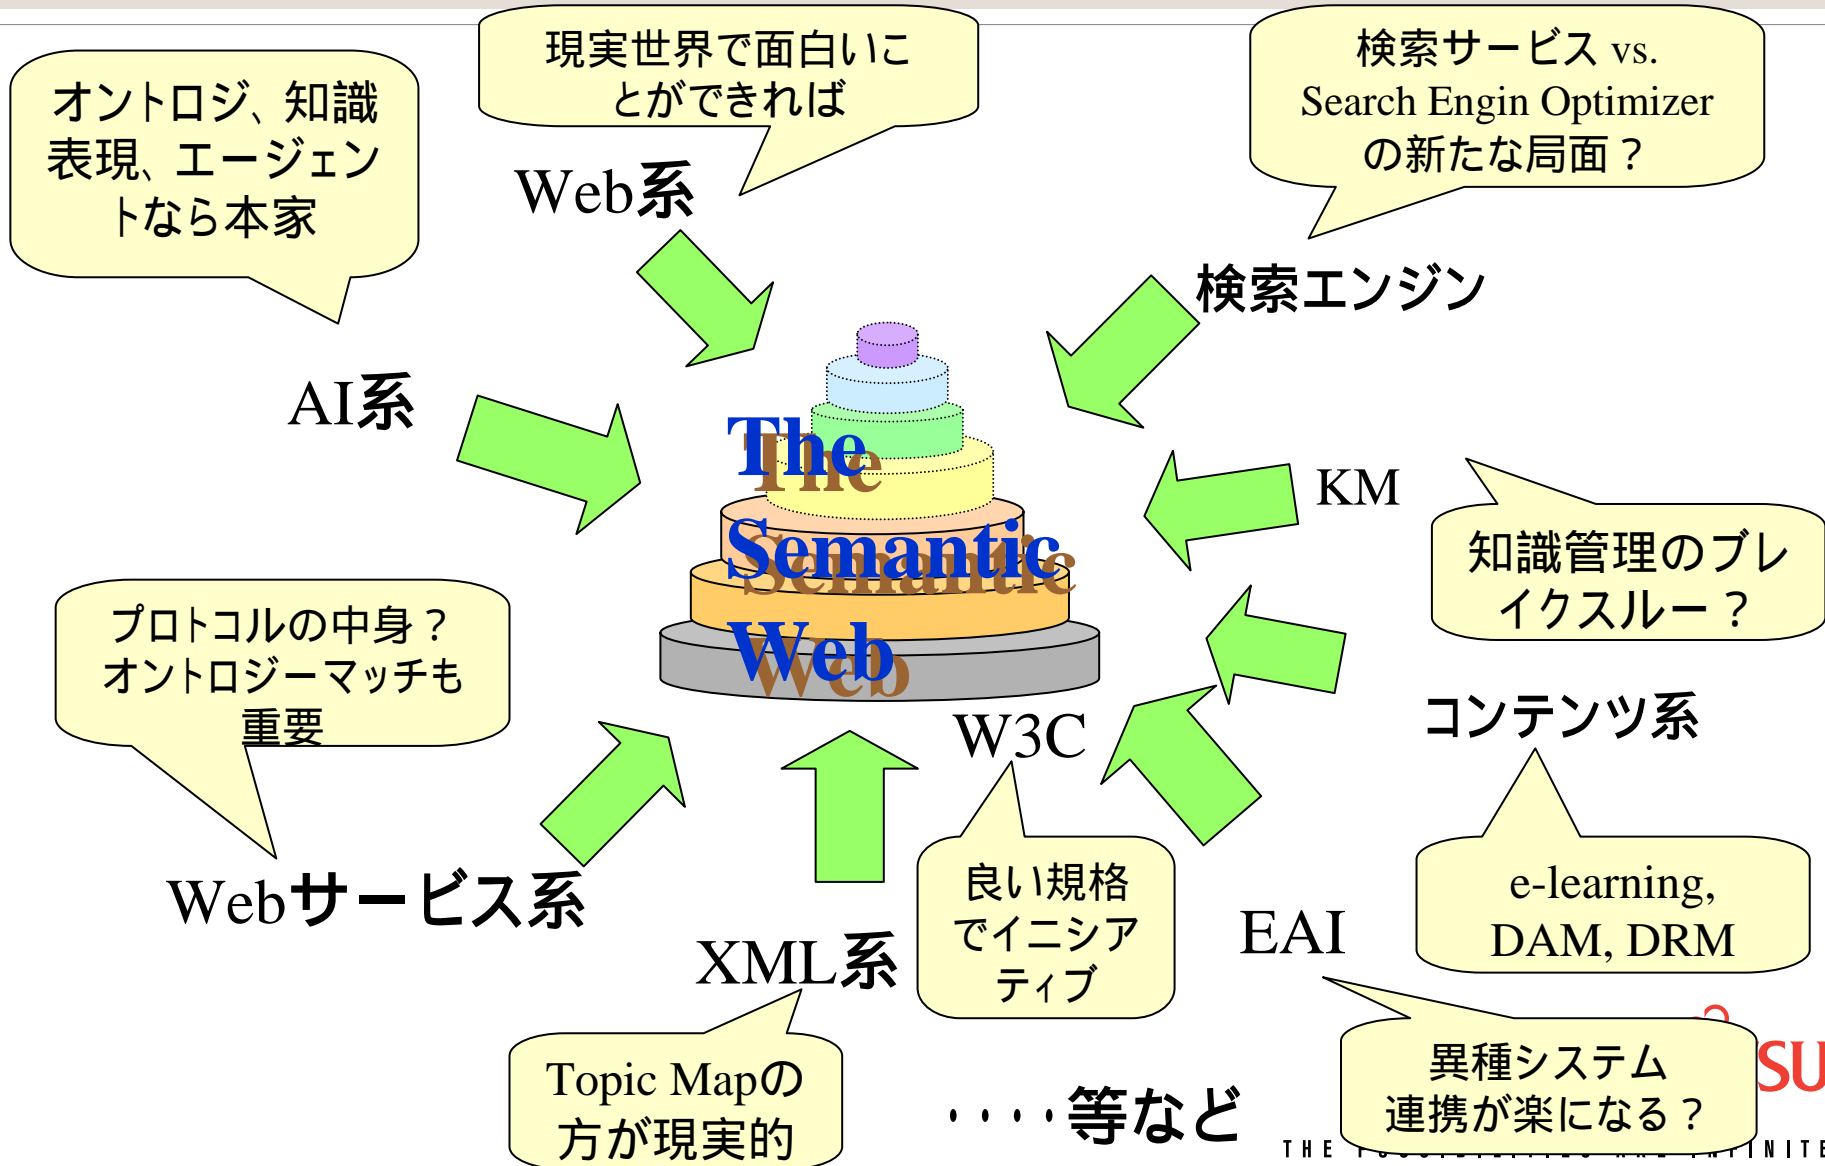 現実世界で面白いこ
とができれば
検索サービス vs.
Search Engin Optimizer
の新たな局面？
オントロジ、知識
表現、エージェン
トなら本家
Web系
検索エンジン
AI系
The
Semantic
Web
KM
知識管理のブレ
イクスルー？
プロトコルの中身？
オントロジーマッチも
重要
W3C
コンテンツ系
良い規格
でイニシア
ティブ
e-learning,
DAM, DRM
Webサービス系
XML系
EAI
Topic Mapの
方が現実的
････等など
異種システム
連携が楽になる？
SU
THE